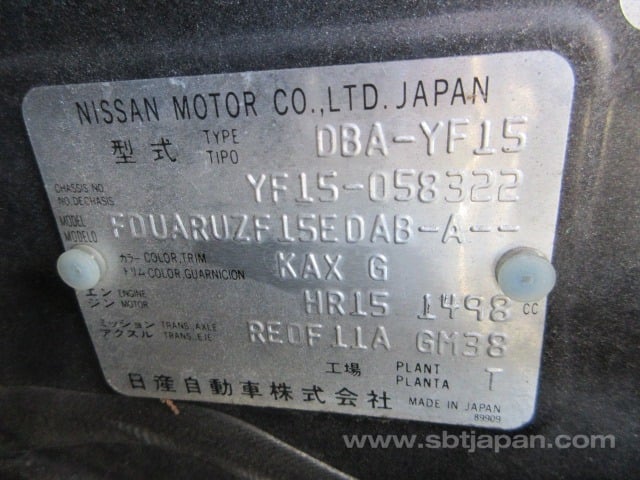 NISSAN MOTOR CO.,LTD. JAPAN
型式 TYPE TIPO DBA-YF15
CHASSIS NO. NO.DECHASIS YF15-058322
MODEL MODELO FDUARUZF15EDAB-A--
カラー COLOR,TRIM トリム COLOR,GUARNICION KAX G
エンジン ENGINE MOTOR HR15 1498 CC
ミッション TRANS.,AXLE アクスル TRANS.,EJE RE0F11A GM38
工場 PLANT PLANTA T
日産自動車株式会社 MADE IN JAPAN
89909
www.sbtjapan.com